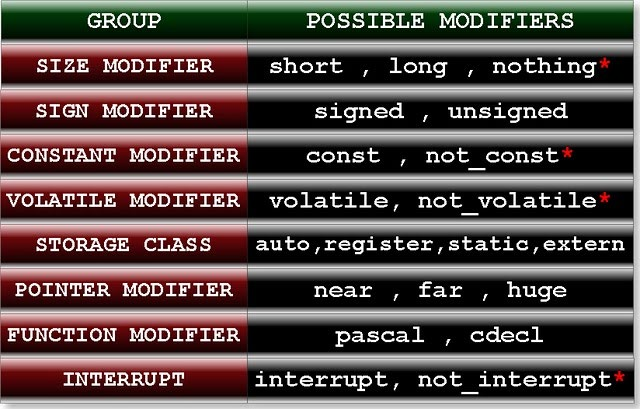 GROUP POSSIBLE MODIFIERS
SIZE MODIFIER short , long , nothing*
SIGN MODIFIER signed , unsigned
CONSTANT MODIFIER const , not_const*
VOLATILE MODIFIER volatile, not_volatile*
STORAGE CLASS auto,register,static,extern
POINTER MODIFIER near , far , huge
FUNCTION MODIFIER pascal , cdecl
INTERRUPT interrupt, not_interrupt*